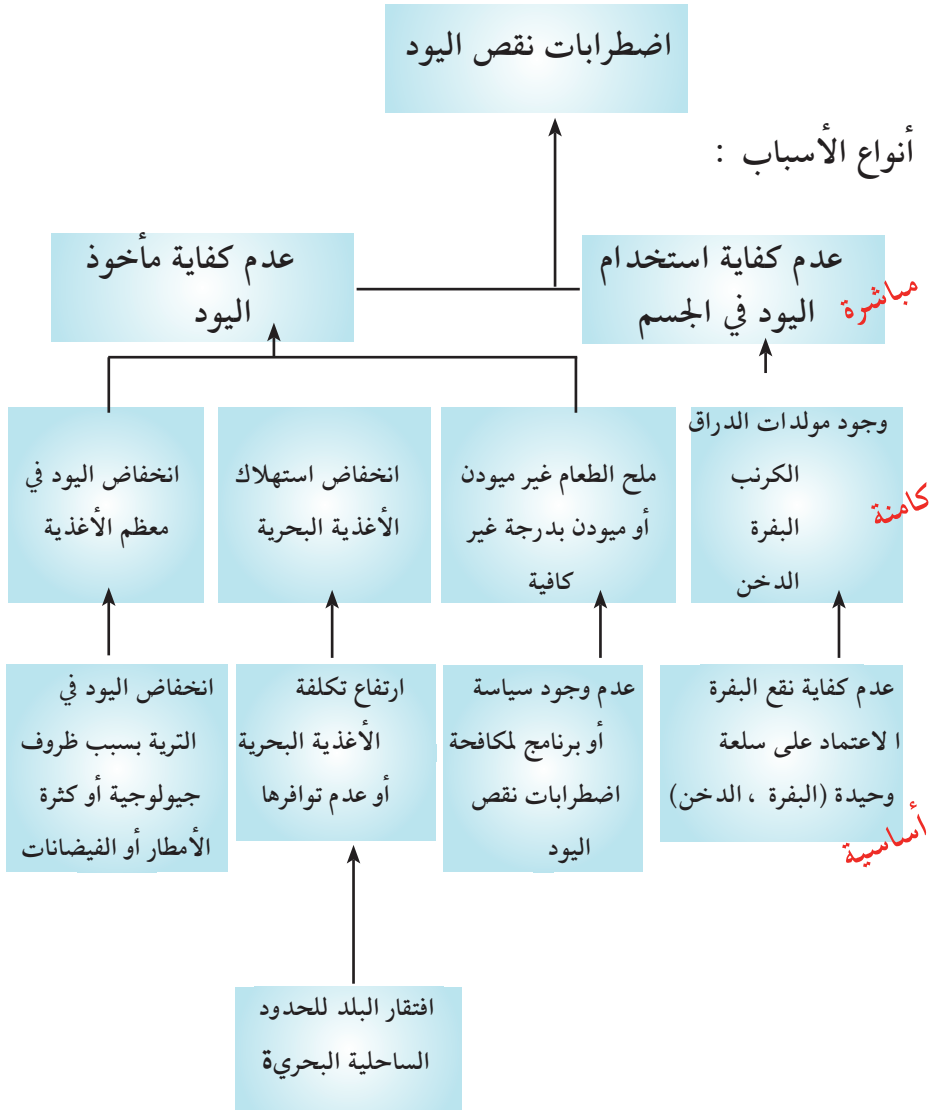 اضطرابات نقص اليود
أنواع الأسباب :
عدم كفاية استخدام
اليود في الجسم
مباشرة
عدم كفاية مأخوذ
اليود
وجود مولدات الدراق
الكرنب
البفرة
الدخن
كامنة
ملح الطعام غير ميودن
أو ميودن بدرجة غير
كافية
انخفاض استهلاك
الأغذية البحرية
انخفاض اليود في
معظم الأغذية
عدم كفاية نقع البفرة
ا لاعتماد على سلعة
وحيدة (البفرة ، الدخن)
أساسية
عدم وجود سياسة
أو برنامج لمكافحة
اضطرابات نقص
اليود
ارتفاع تكلفة
الأغذية البحرية
أو عدم توافرها
انخفاض اليود في
الترية بسبب ظروف
جيولوجية أو كثرة
الأمطار أو الفيضانات
افتقار البلد للحدود
الساحلية البحرية